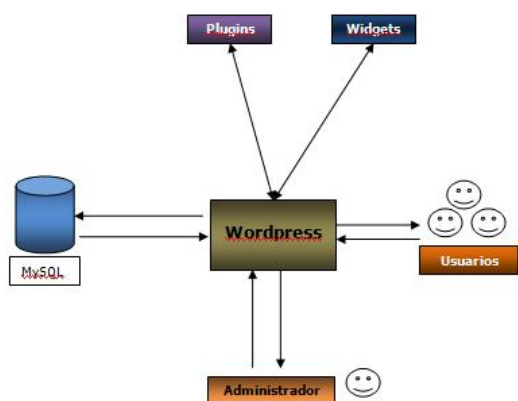 Plugins
Widgets
Wordpress
MySQL
Usuarios
Administrador